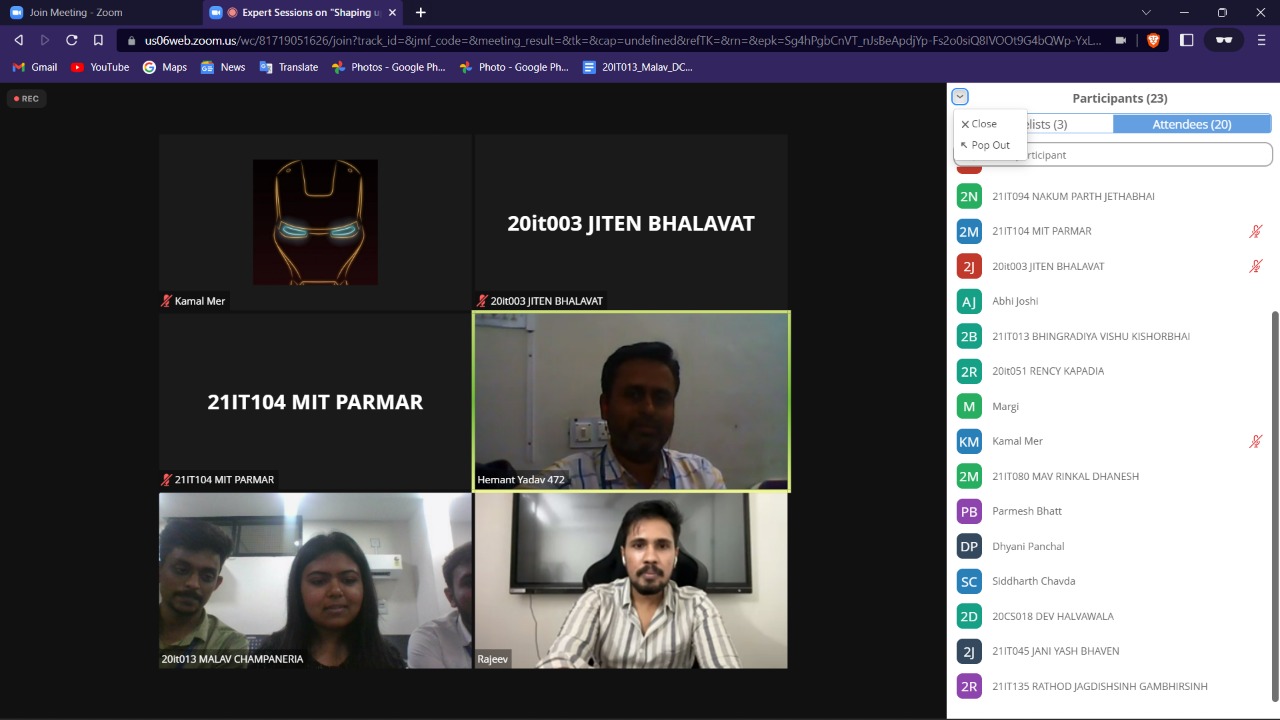 Join Meeting - Zoom
Expert Sessions on "Shaping u
us06web.zoom.us/wc/81719051626/join?track_id=&jmf_code=&meeting_result=&tk=&cap=undefined&refTK=&rn=&epk=Sg4hPgbCnVT_nJsBeApdjYp-Fs2o0siQ8IVOOt9G4bQWp-YxL...
Gmail
YouTube
Maps
News
Translate
Photos - Google Ph...
Photo - Google Ph...
20IT013_Malav_DC...
REC
Kamal Mer
20it003 JITEN BHALAVAT
20it003 JITEN BHALAVAT
21IT104 MIT PARMAR
21IT104 MIT PARMAR
Hemant Yadav 472
20it013 MALAV CHAMPANERIA
Rajeev
Participants (23)
Close
Pop Out
elists (3)
Attendees (20)
rticipant
2N 21IT094 NAKUM PARTH JETHABHAI
2M 21IT104 MIT PARMAR
2J 20it003 JITEN BHALAVAT
AJ Abhi Joshi
2B 21IT013 BHINGRADIYA VISHU KISHORBHAI
2R 20it051 RENCY KAPADIA
M Margi
KM Kamal Mer
2M 21IT080 MAV RINKAL DHANESH
PB Parmesh Bhatt
DP Dhyani Panchal
SC Siddharth Chavda
2D 20CS018 DEV HALVAWALA
2J 21IT045 JANI YASH BHAVEN
2R 21IT135 RATHOD JAGDISHSINH GAMBHIRSINH